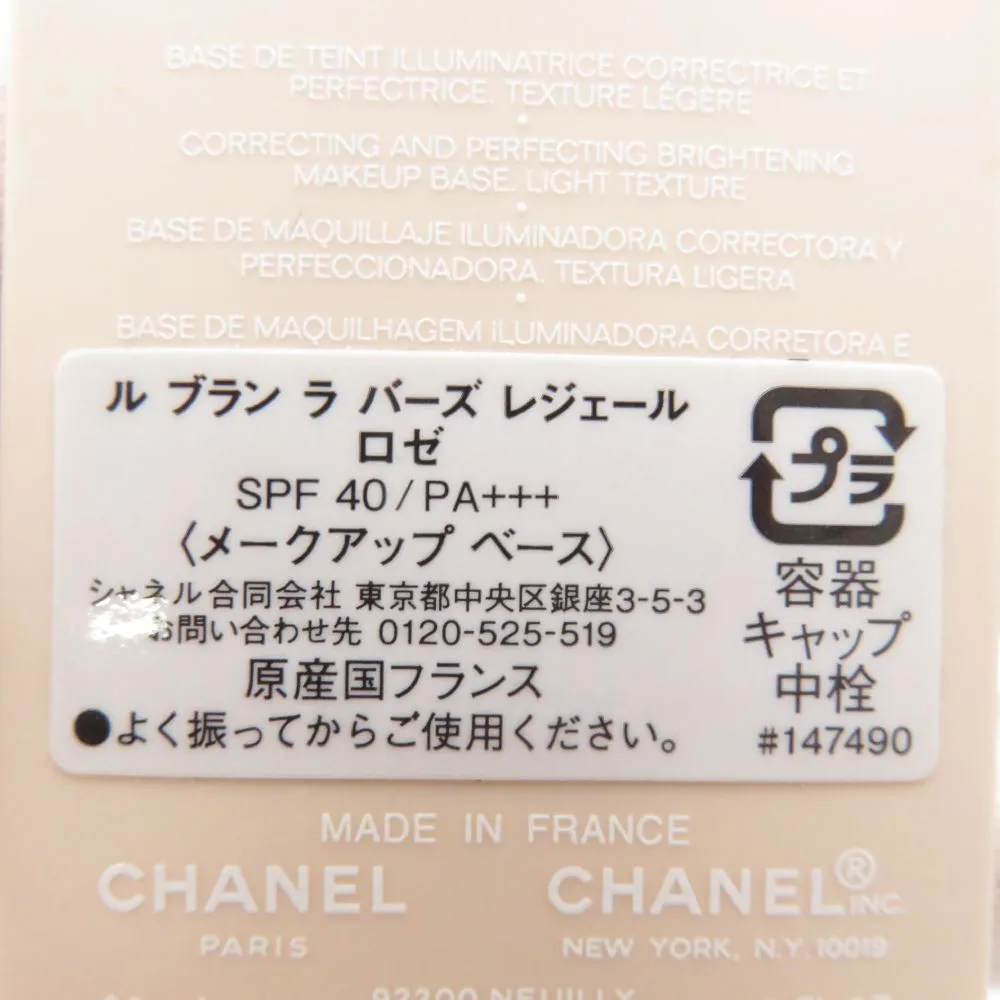 BASE DE TEINT ILLUMINATRICE CORRECTRICE ET
PERFECTRICE. TEXTURE LÉGÈRE
•
CORRECTING AND PERFECTING BRIGHTENING
MAKEUP BASE. LIGHT TEXTURE
•
BASE DE MAQUILLAJE ILUMINADORA CORRECTORA Y
PERFECCIONADORA. TEXTURA LIGERA
•
BASE DE MAQUILHAGEM ILUMINADORA CORRETORA E
ル ブラン ラ バーズ レジェール
ロゼ
SPF 40/PA+++
〈メークアップ ベース〉
シャネル合同会社 東京都中央区銀座3-5-3
お問い合わせ先 0120-525-519
原産国フランス
●よく振ってからご使用ください。
プラ
容器
キャップ
中栓
#147490
MADE IN FRANCE
CHANEL
PARIS
CHANEL® INC.
NEW YORK, N.Y. 10019
92200 NEUILLY